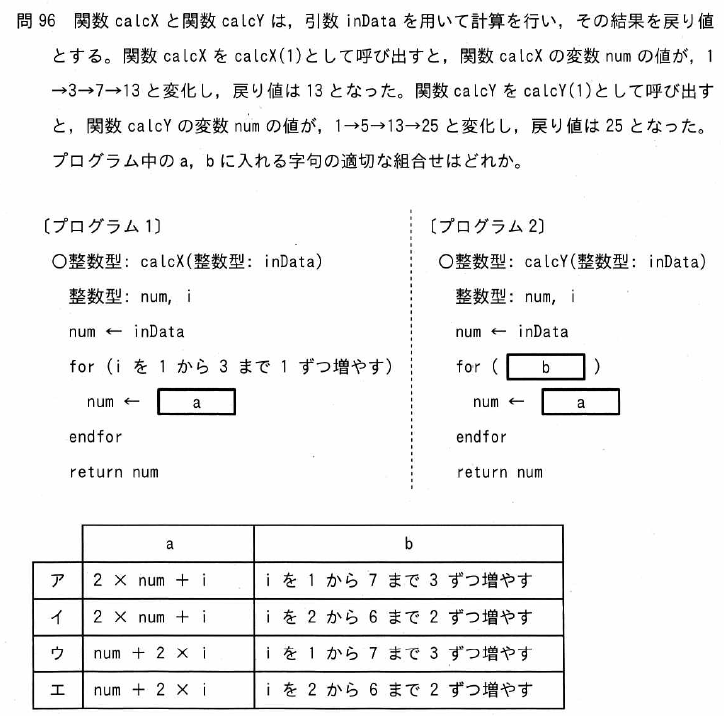 問 96 関数 calcX と関数 calcY は，引数 inData を用いて計算を行い，その結果を戻り値
とする。関数 calcX を calcX(1)として呼び出すと，関数 calcX の変数 num の値が，1
→3→7→13 と変化し，戻り値は 13 となった。関数 calcY を calcY(1)として呼び出す
と，関数 calcY の変数 num の値が，1→5→13→25 と変化し，戻り値は 25 となった。
プログラム中の a，b に入れる字句の適切な組合せはどれか。
〔プログラム 1〕
○整数型: calcX(整数型: inData)
整数型: num, i
num ← inData
for (i を 1 から 3 まで 1 ずつ増やす)
num ← a
endfor
return num
〔プログラム 2〕
○整数型: calcY(整数型: inData)
整数型: num, i
num ← inData
for ( b )
num ← a
endfor
return num
a b
ア 2 × num + i i を 1 から 7 まで 3 ずつ増やす
イ 2 × num + i i を 2 から 6 まで 2 ずつ増やす
ウ num + 2 × i i を 1 から 7 まで 3 ずつ増やす
エ num + 2 × i i を 2 から 6 まで 2 ずつ増やす